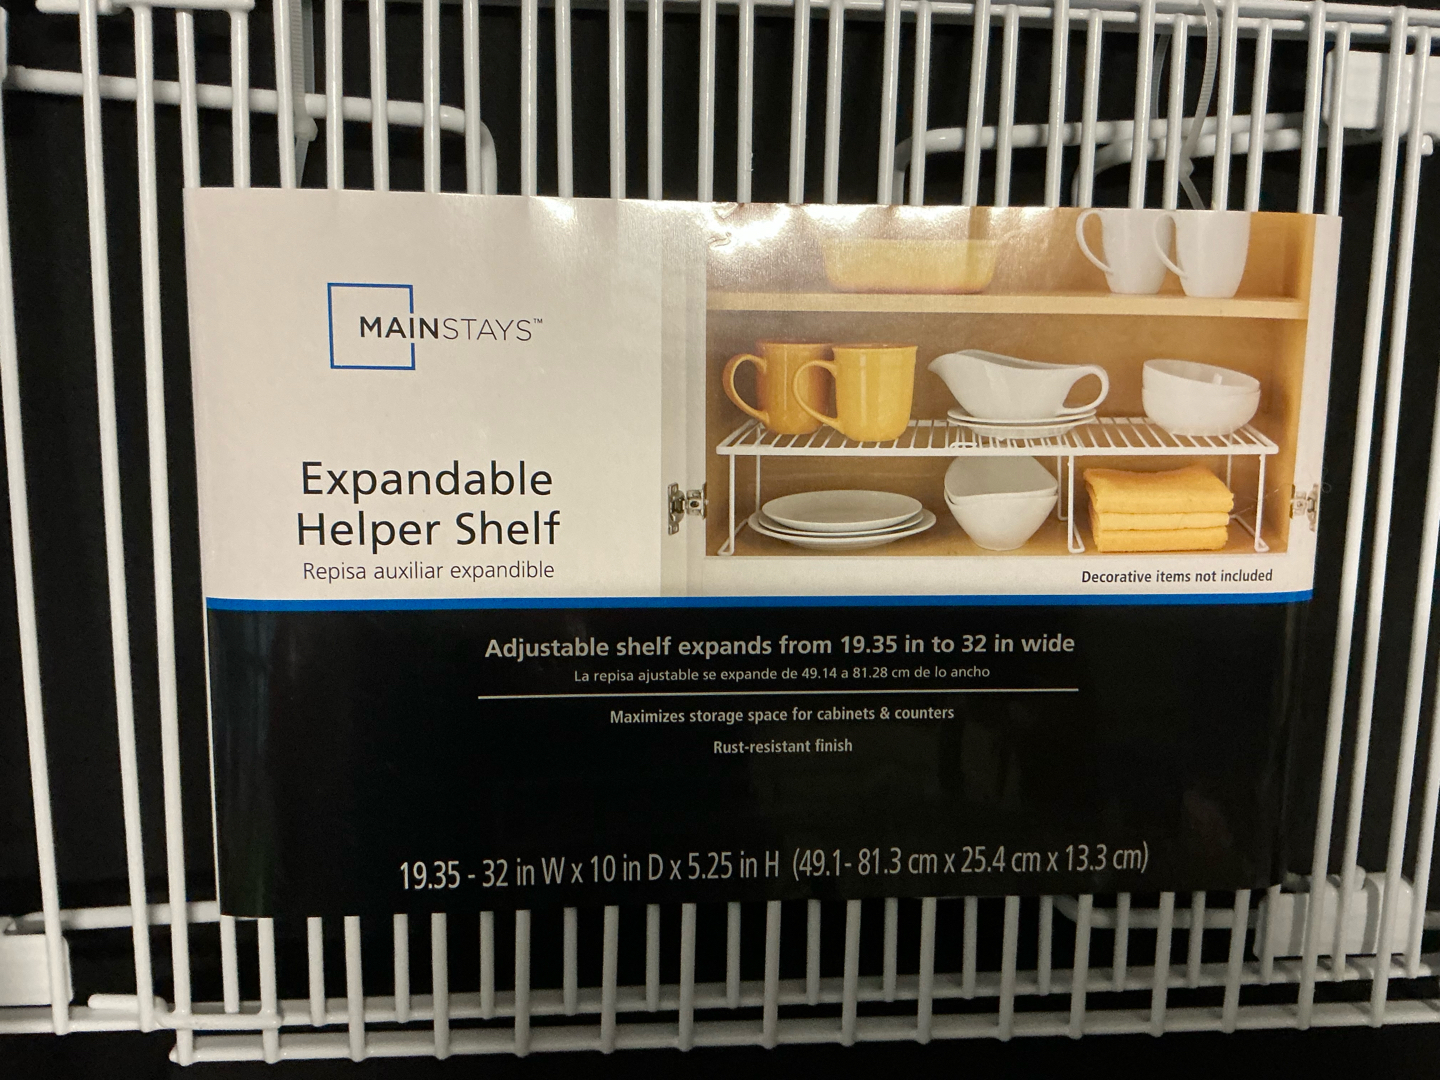 MAINSTAYS™
Expandable
Helper Shelf
Repisa auxiliar expandible
Decorative items not included
Adjustable shelf expands from 19.35 in to 32 in wide
La repisa ajustable se expande de 49.14 a 81.28 cm de lo ancho
Maximizes storage space for cabinets & counters
Rust-resistant finish
19.35 - 32 in W x 10 in D x 5.25 in H (49.1- 81.3 cm x 25.4 cm x 13.3 cm)